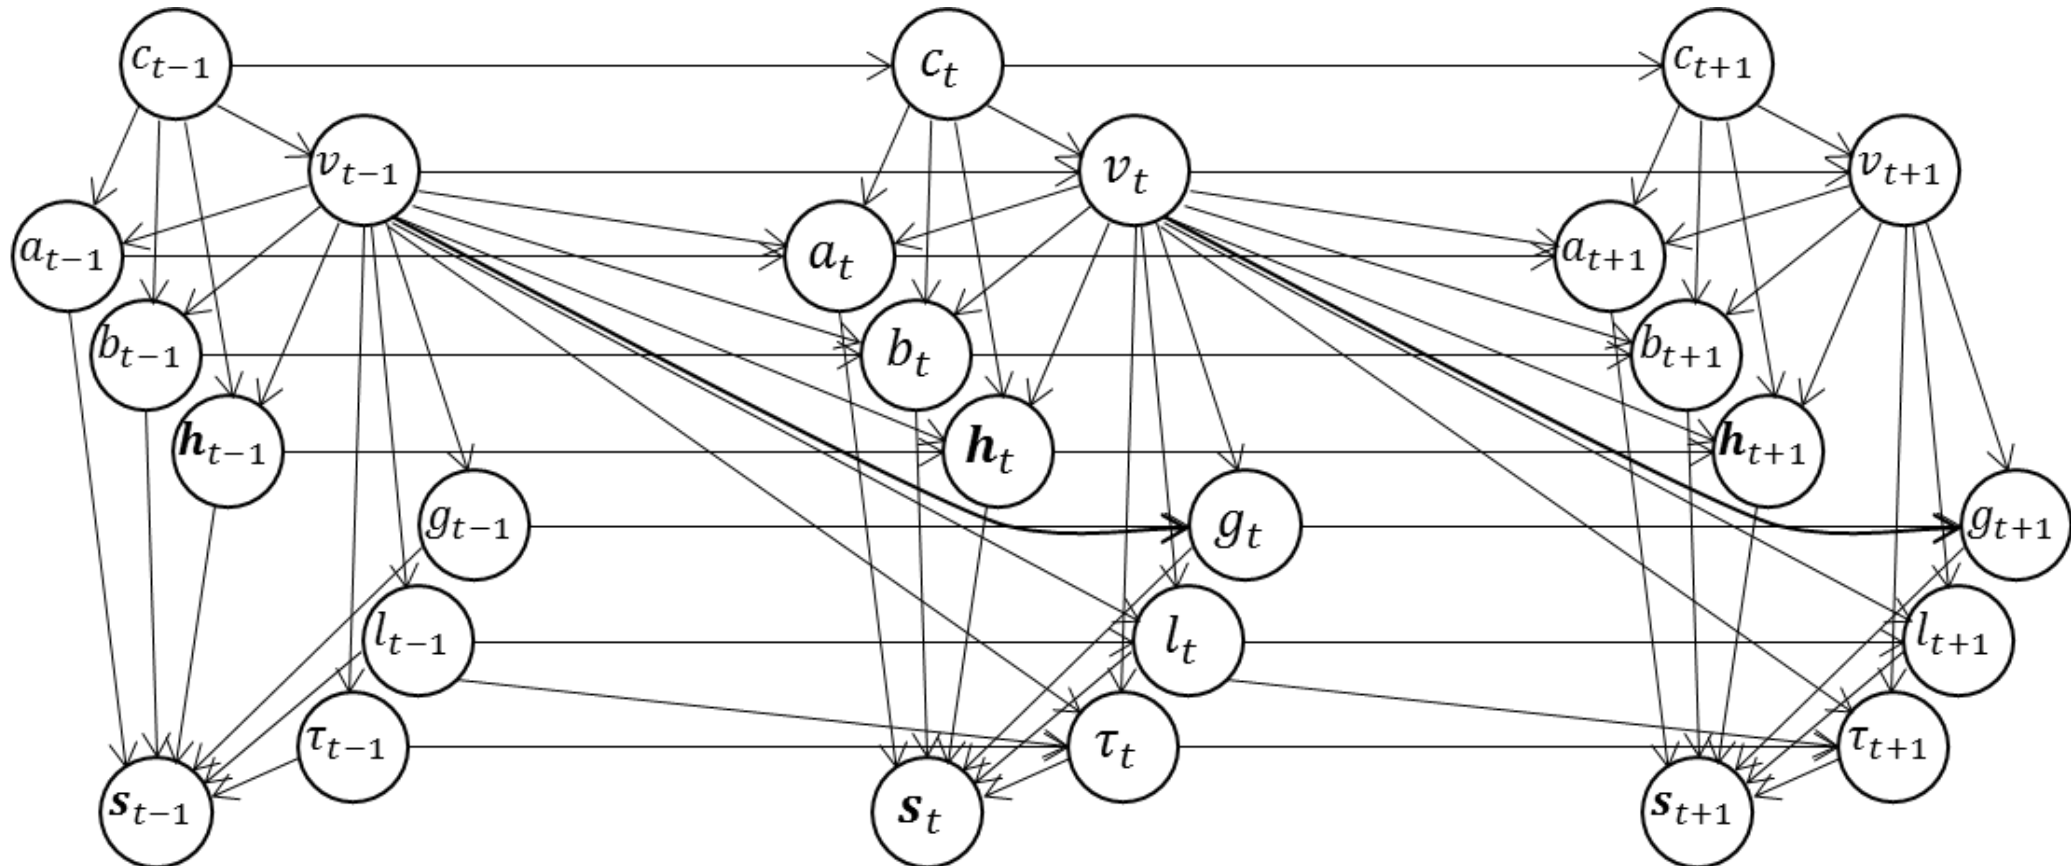 c_{t-1} c_t c_{t+1}
v_{t-1} v_t v_{t+1}
a_{t-1} a_t a_{t+1}
b_{t-1} b_t b_{t+1}
h_{t-1} h_t h_{t+1}
g_{t-1} g_t g_{t+1}
l_{t-1} l_t l_{t+1}
τ_{t-1} τ_t τ_{t+1}
s_{t-1} s_t s_{t+1}